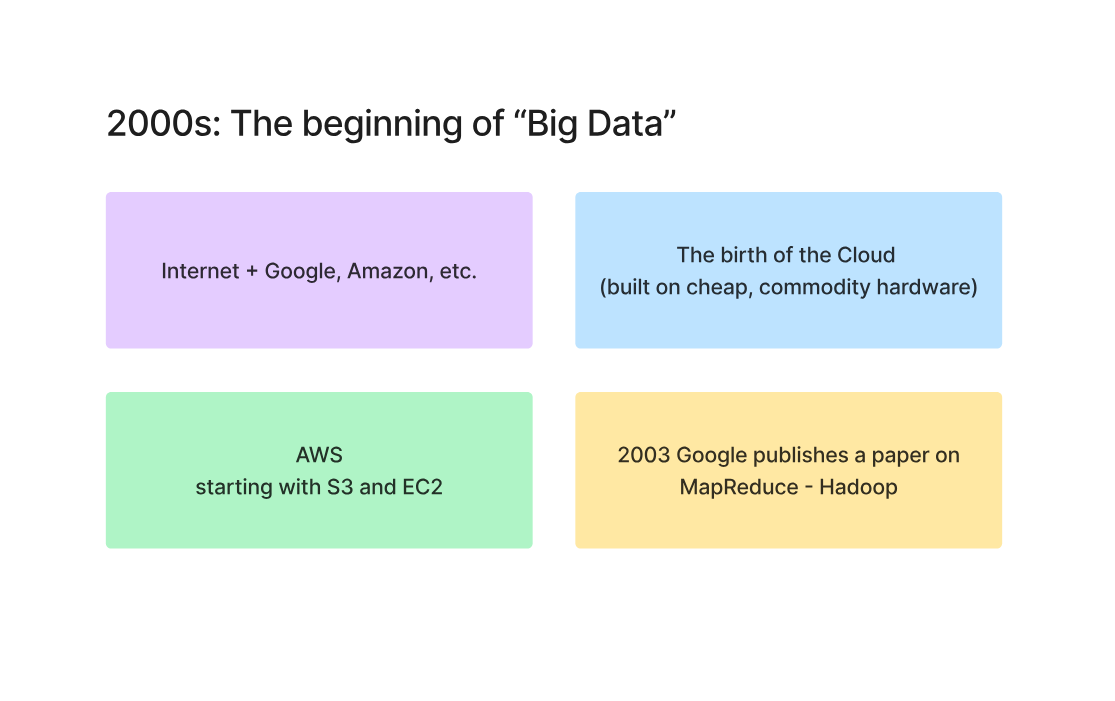 2000s: The beginning of “Big Data”
Internet + Google, Amazon, etc.
The birth of the Cloud
(built on cheap, commodity hardware)
AWS
starting with S3 and EC2
2003 Google publishes a paper on
MapReduce - Hadoop